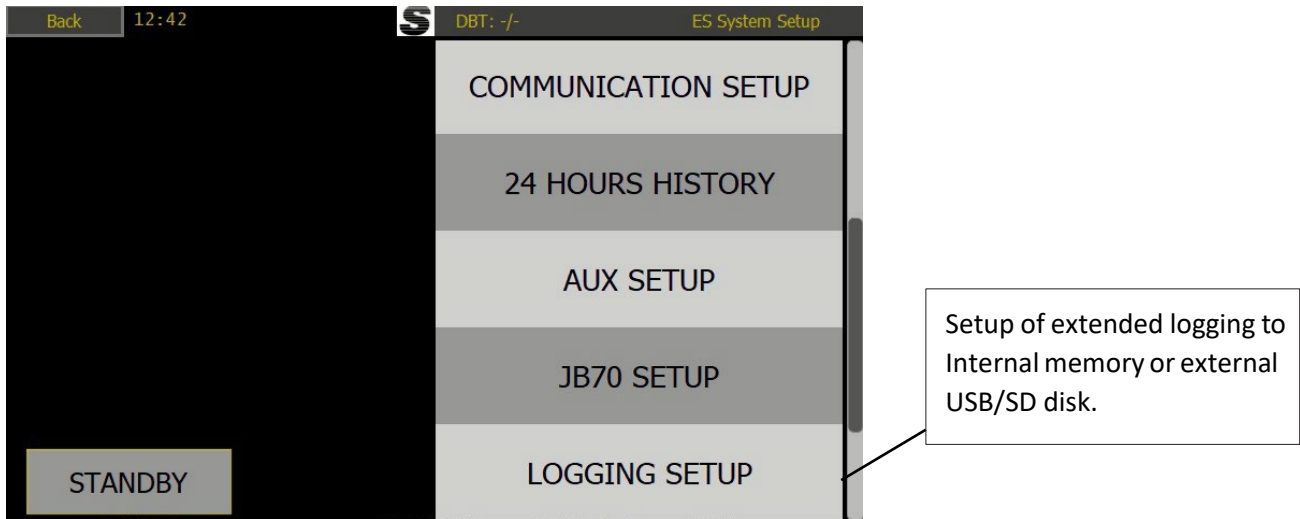 Back 12:42 S DBT: -/- ES System Setup
COMMUNICATION SETUP
24 HOURS HISTORY
AUX SETUP
JB70 SETUP
LOGGING SETUP
STANDBY
Setup of extended logging to
Internal memory or external
USB/SD disk.